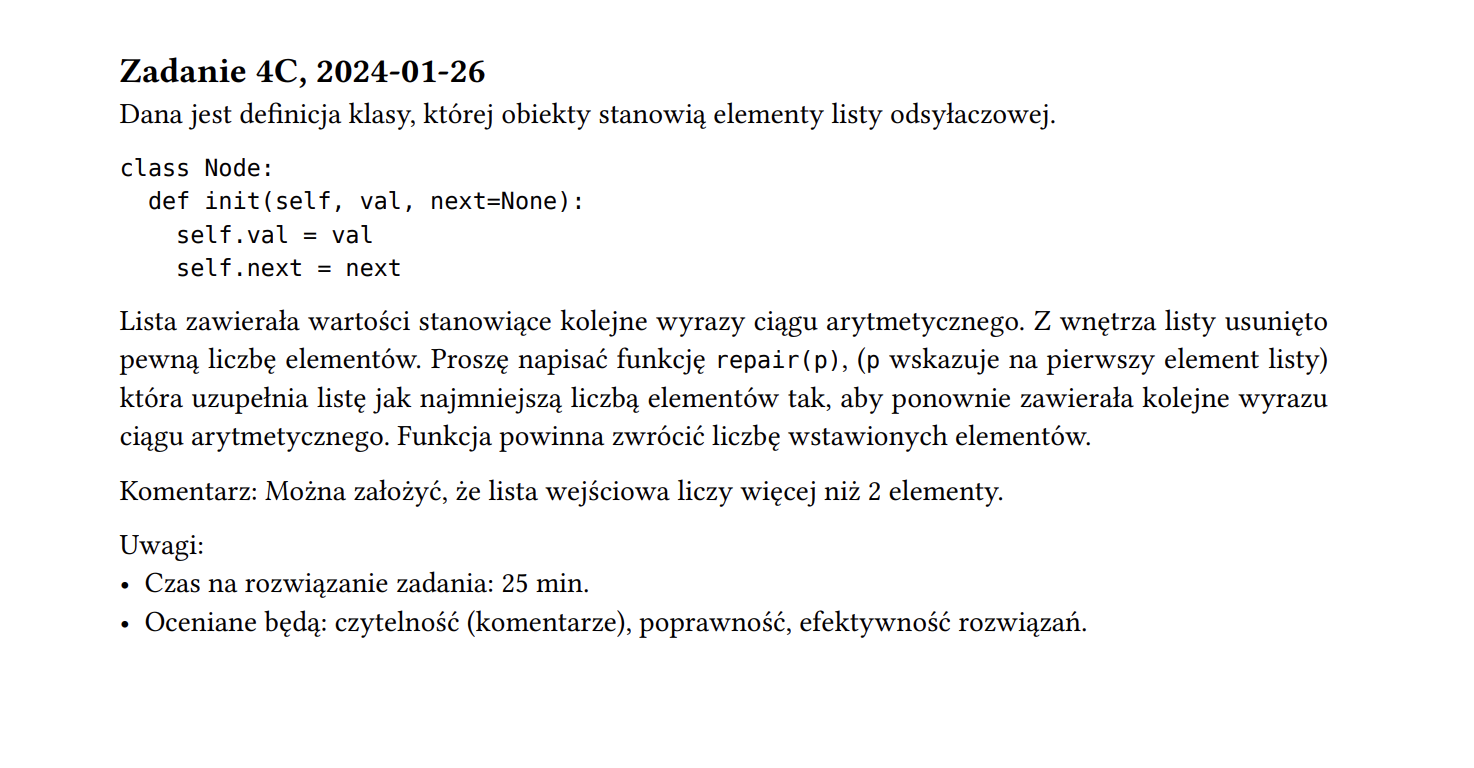 Zadanie 4C, 2024-01-26
Dana jest definicja klasy, której obiekty stanowią elementy listy odsyłaczowej.
class Node:
  def init(self, val, next=None):
    self.val = val
    self.next = next
Lista zawierała wartości stanowiące kolejne wyrazy ciągu arytmetycznego. Z wnętrza listy usunięto
pewną liczbę elementów. Proszę napisać funkcję repair(p), (p wskazuje na pierwszy element listy)
która uzupełnia listę jak najmniejszą liczbą elementów tak, aby ponownie zawierała kolejne wyrazu
ciągu arytmetycznego. Funkcja powinna zwrócić liczbę wstawionych elementów.
Komentarz: Można założyć, że lista wejściowa liczy więcej niż 2 elementy.
Uwagi:
• Czas na rozwiązanie zadania: 25 min.
• Oceniane będą: czytelność (komentarze), poprawność, efektywność rozwiązań.